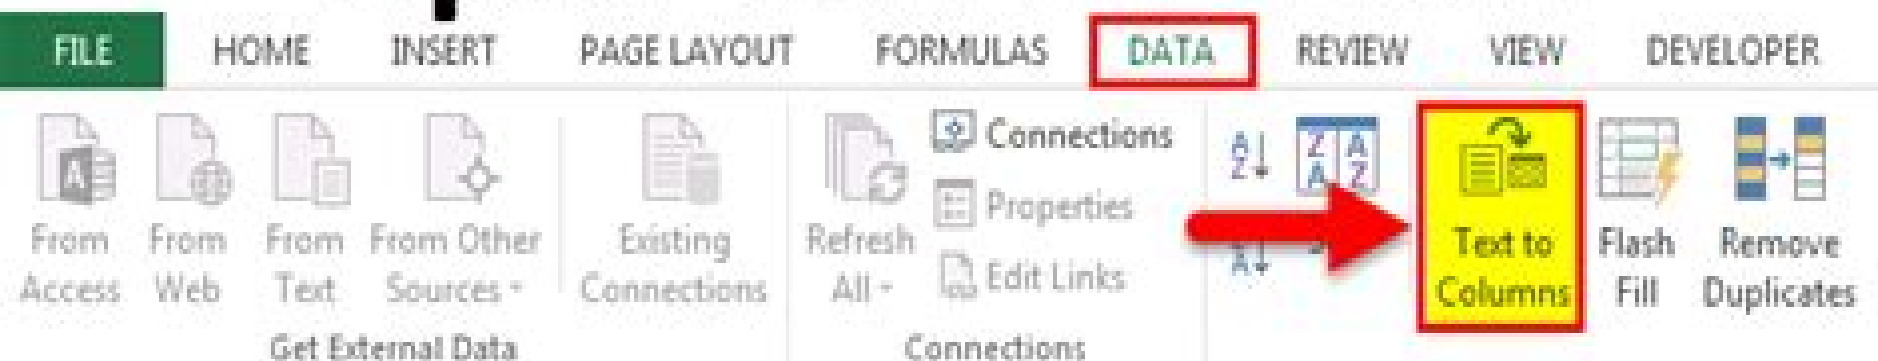 FILE HOME INSERT PAGE LAYOUT FORMULAS DATA REVIEW VIEW DEVELOPER
From Access
From Web
From Text
From Other Sources
Existing Connections
Get External Data
Refresh All
Connections
Properties
Edit Links
Connections
Text to Columns
Flash Fill
Remove Duplicates